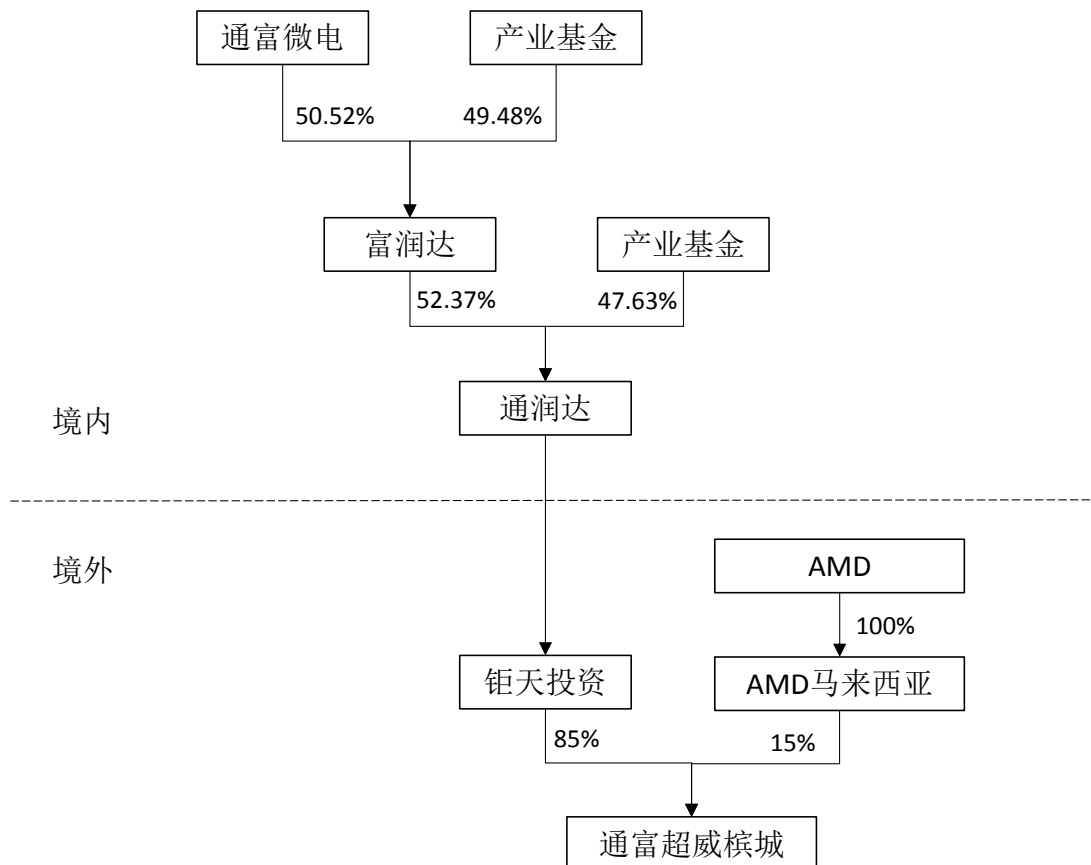 通富微电
产业基金
50.52%
49.48%
富润达
产业基金
52.37%
47.63%
通润达
境内
境外
AMD
100%
钜天投资
AMD马来西亚
85%
15%
通富超威槟城